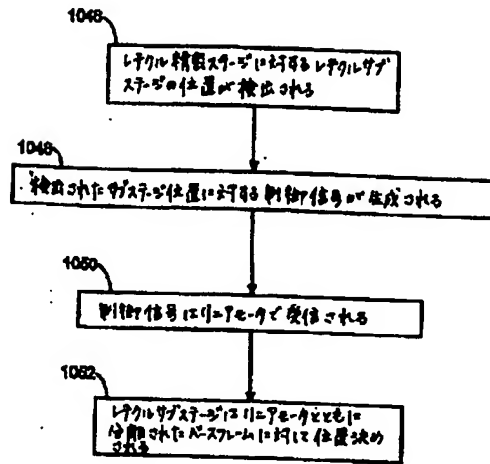 1046
レチクル精製ステージに対するレチクルサブ
ステージの位置が検出される
1048
検出されたサブステージ位置に対する制御信号が生成される
1050
制御信号はリニアモータで受信される
1052
レチクルサブステージはリニアモータとともに
分離されたベースフレームに対して位置決め
される